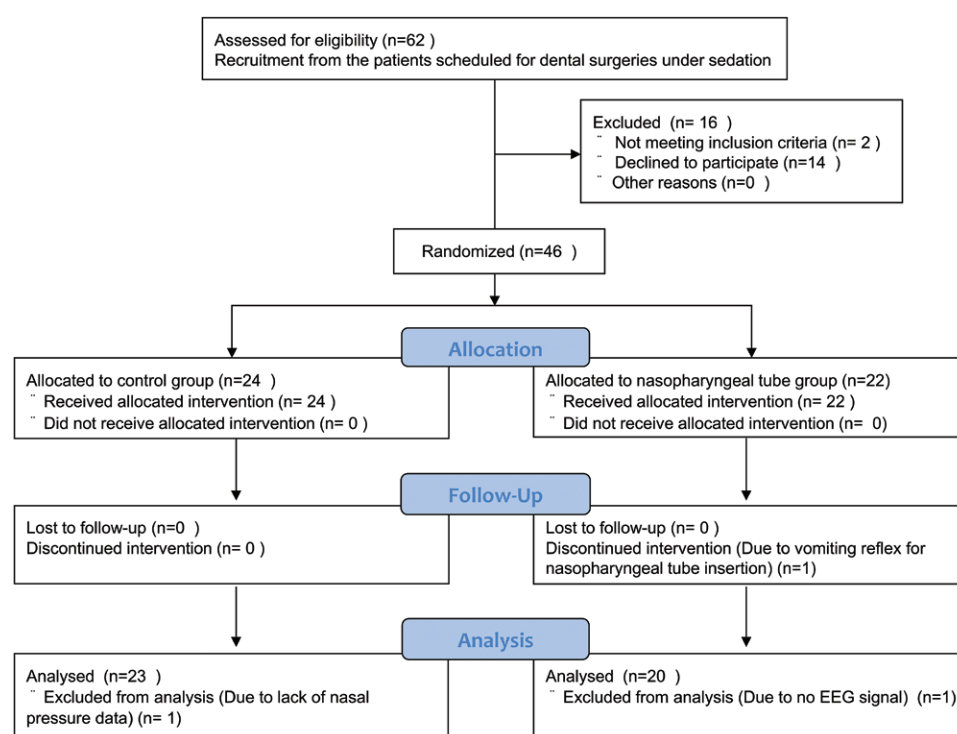 Assessed for eligibility (n=62 )
Recruitment from the patients scheduled for dental surgeries under sedation
Excluded (n= 16 )
¨ Not meeting inclusion criteria (n= 2 )
¨ Declined to participate (n=14 )
¨ Other reasons (n=0 )
Randomized (n=46 )
Allocation
Allocated to control group (n=24 )
¨ Received allocated intervention (n= 24 )
¨ Did not receive allocated intervention (n= 0 )
Allocated to nasopharyngeal tube group (n=22)
¨ Received allocated intervention (n= 22 )
¨ Did not receive allocated intervention (n= 0)
Follow-Up
Lost to follow-up (n=0 )
Discontinued intervention (n= 0 )
Lost to follow-up (n= 0 )
Discontinued intervention (Due to vomiting reflex for
nasopharyngeal tube insertion) (n=1)
Analysis
Analysed (n=23 )
¨ Excluded from analysis (Due to lack of nasal
pressure data) (n= 1 )
Analysed (n=20 )
¨ Excluded from analysis (Due to no EEG signal) (n=1)